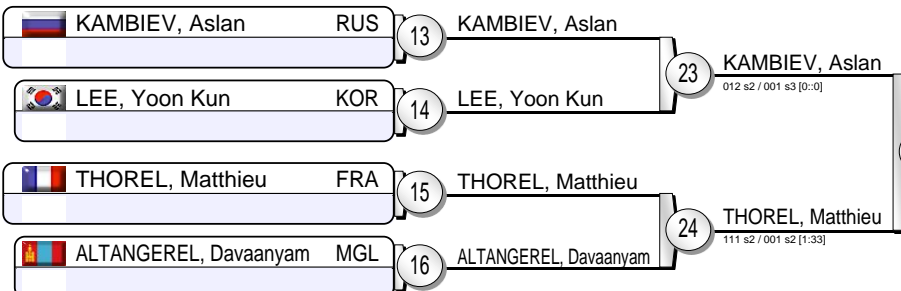 KAMBIEV, Aslan RUS
13
KAMBIEV, Aslan
LEE, Yoon Kun KOR
14
LEE, Yoon Kun
23
KAMBIEV, Aslan
012 s2 / 001 s3 [0::0]
THOREL, Matthieu FRA
15
THOREL, Matthieu
ALTANGEREL, Davaanyam MGL
16
ALTANGEREL, Davaanyam
24
THOREL, Matthieu
111 s2 / 001 s2 [1:33]